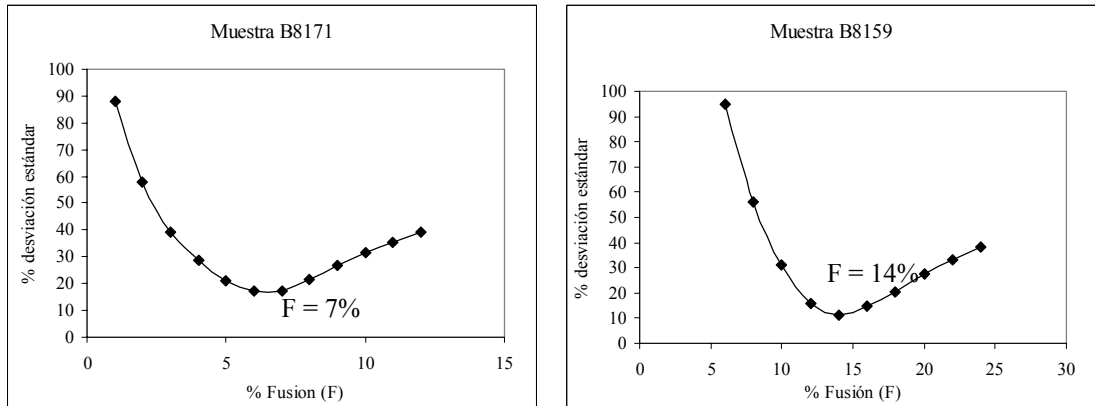 Muestra B8171
100
90
80
70
60
50
40
30
20
10
0
% desviación estándar
F = 7%
0 5 10 15
% Fusion (F)
Muestra B8159
100
90
80
70
60
50
40
30
20
10
0
% desviación estándar
F = 14%
0 5 10 15 20 25 30
% Fusión (F)